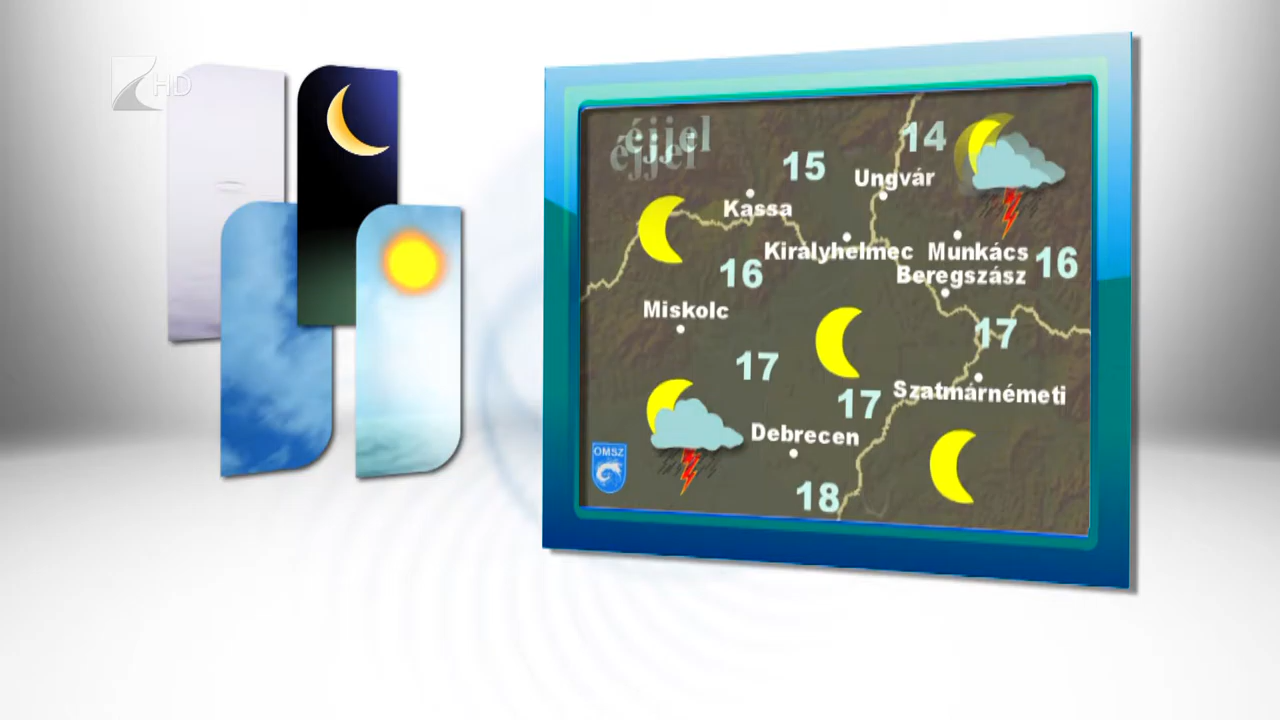 HD
éjjel
éjjel
14
15
Ungvár
Kassa
Királyhelmec
Munkács
16
16
Beregszász
Miskolc
17
17
Szatmárnémeti
17
Debrecen
OMSZ
18